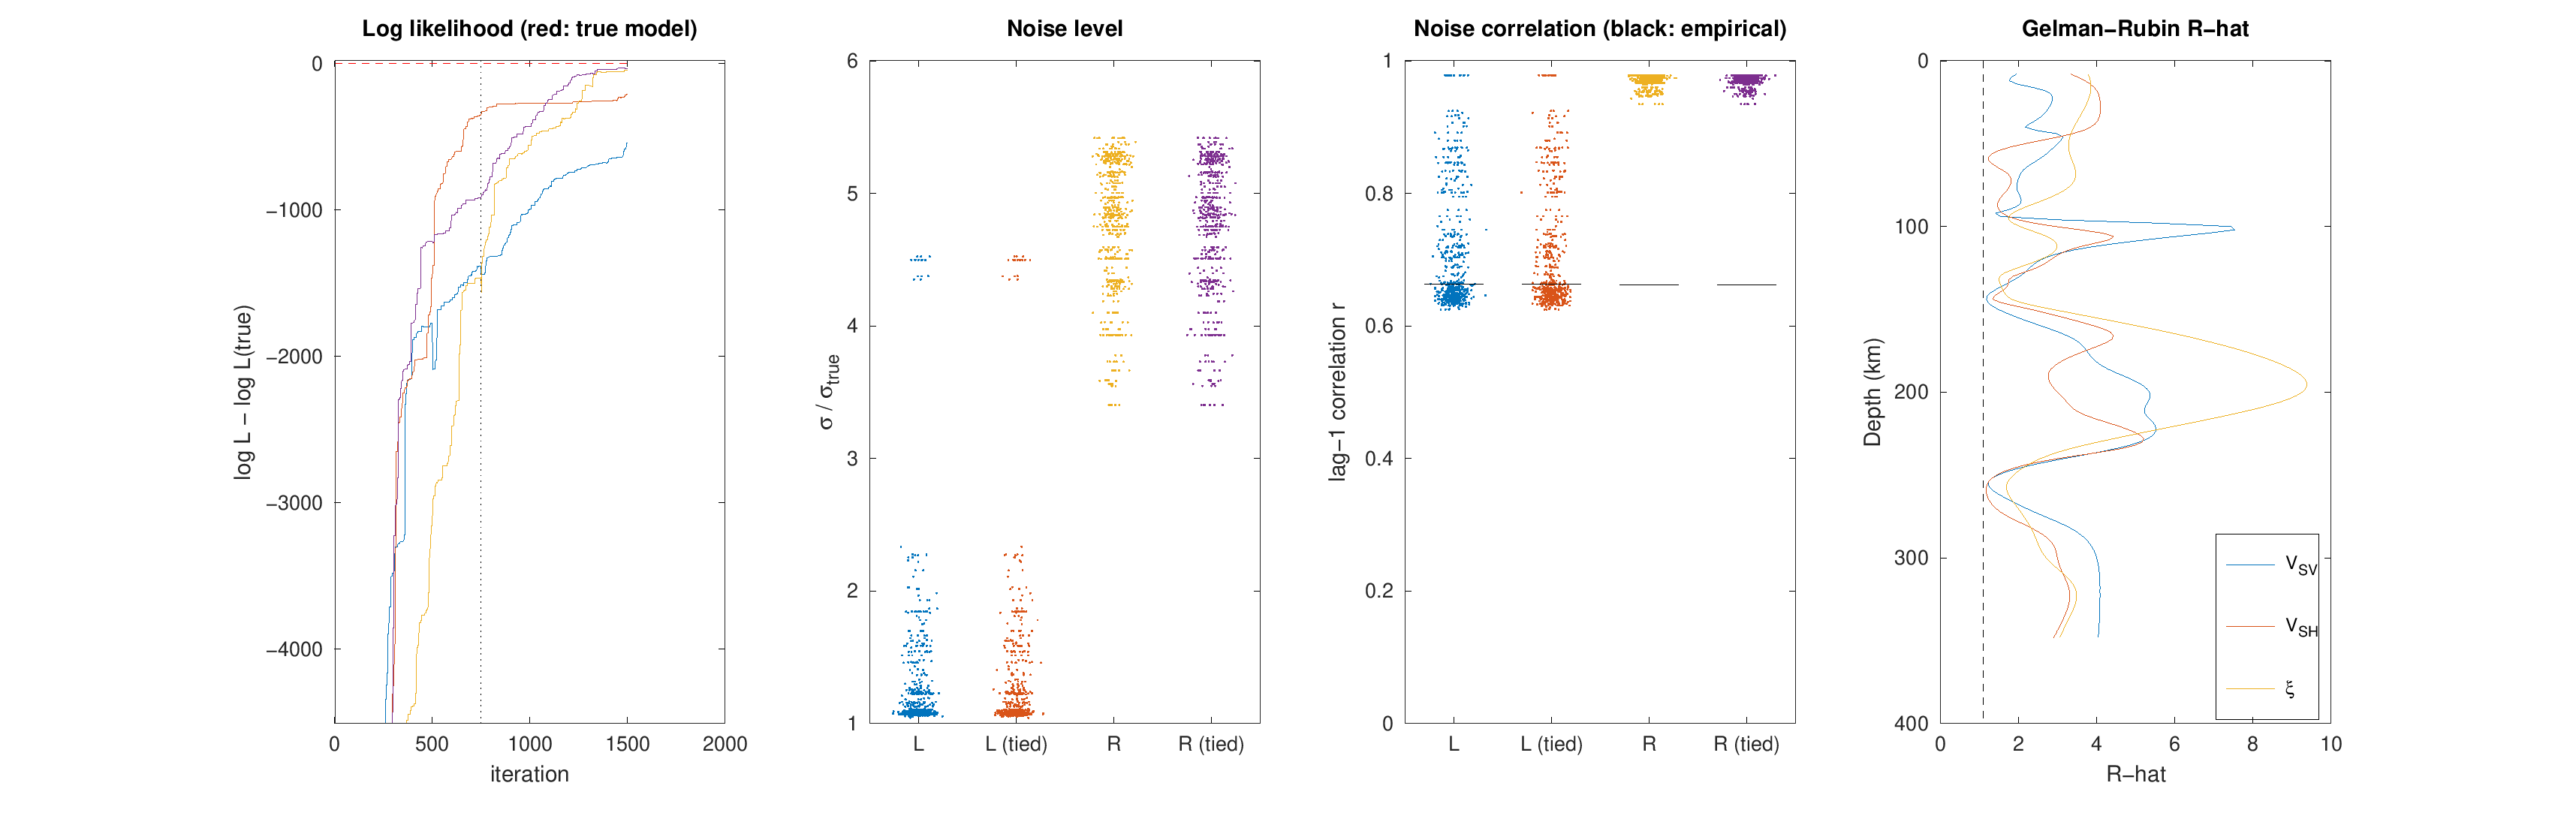 Log likelihood (red: true model)
0
−1000
−2000
−3000
−4000
log L − log L(true)
0 500 1000 1500 2000
iteration
Noise level
6
5
4
3
2
1
σ / σtrue
L L (tied) R R (tied)
Noise correlation (black: empirical)
1
0.8
0.6
0.4
0.2
0
lag−1 correlation r
L L (tied) R R (tied)
Gelman−Rubin R−hat
0
100
200
300
400
Depth (km)
VSV
VSH
ξ
0 2 4 6 8 10
R−hat